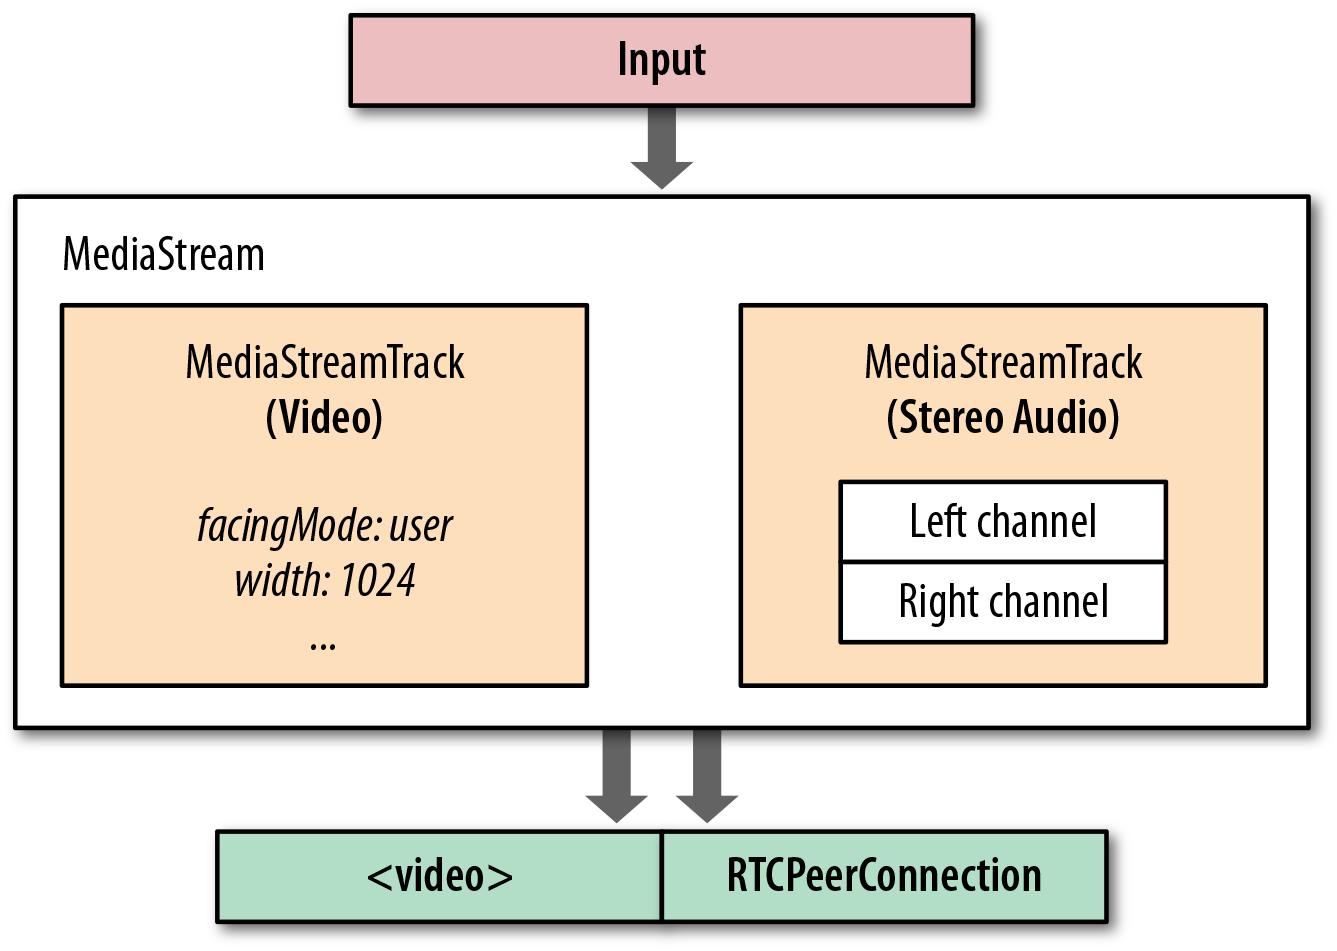 Input
MediaStream
MediaStreamTrack
(Video)
facingMode: user
width: 1024
...
MediaStreamTrack
(Stereo Audio)
Left channel
Right channel
<video>
RTCPeerConnection